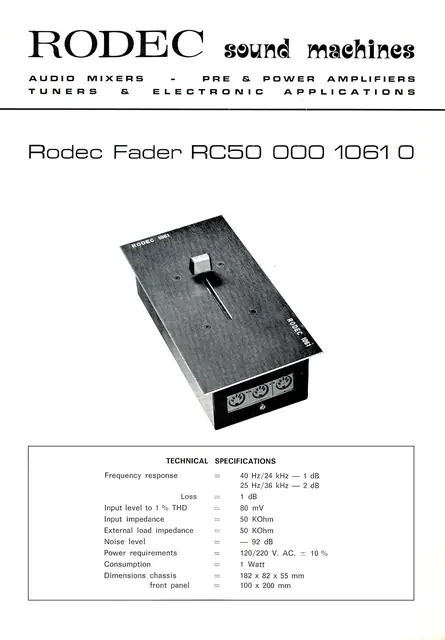 RODEC sound machines
AUDIO MIXERS - PRE & POWER AMPLIFIERS
TUNERS & ELECTRONIC APPLICATIONS
Rodec Fader RC50 000 1061 0
RODEC 1061
RODEC 1061
TECHNICAL SPECIFICATIONS
Frequency response = 40 Hz/24 kHz — 1 dB
25 Hz/36 kHz — 2 dB
Loss = 1 dB
Input level to 1 % THD = 80 mV
Input impedance = 50 KOhm
External load impedance = 50 KOhm
Noise level = — 92 dB
Power requirements = 120/220 V. AC. ± 10 %
Consumption = 1 Watt
Dimensions chassis = 182 x 82 x 55 mm
front panel = 100 x 200 mm